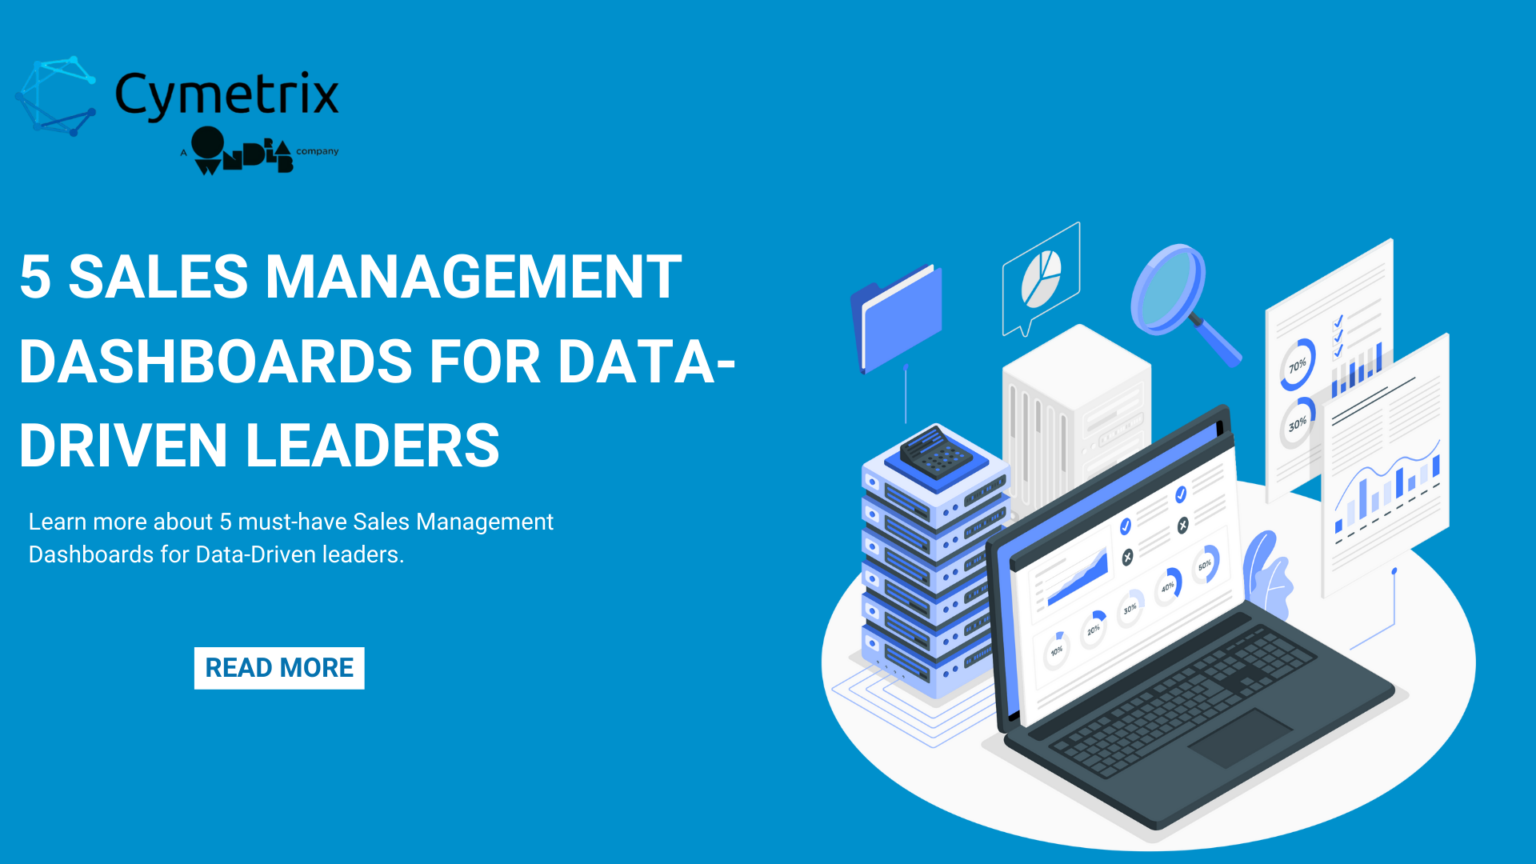 Cymetrix
A WONDRLAB company
5 SALES MANAGEMENT
DASHBOARDS FOR DATA-
DRIVEN LEADERS
Learn more about 5 must-have Sales Management
Dashboards for Data-Driven leaders.
READ MORE
70%
30%
10%
20%
30%
40%
50%